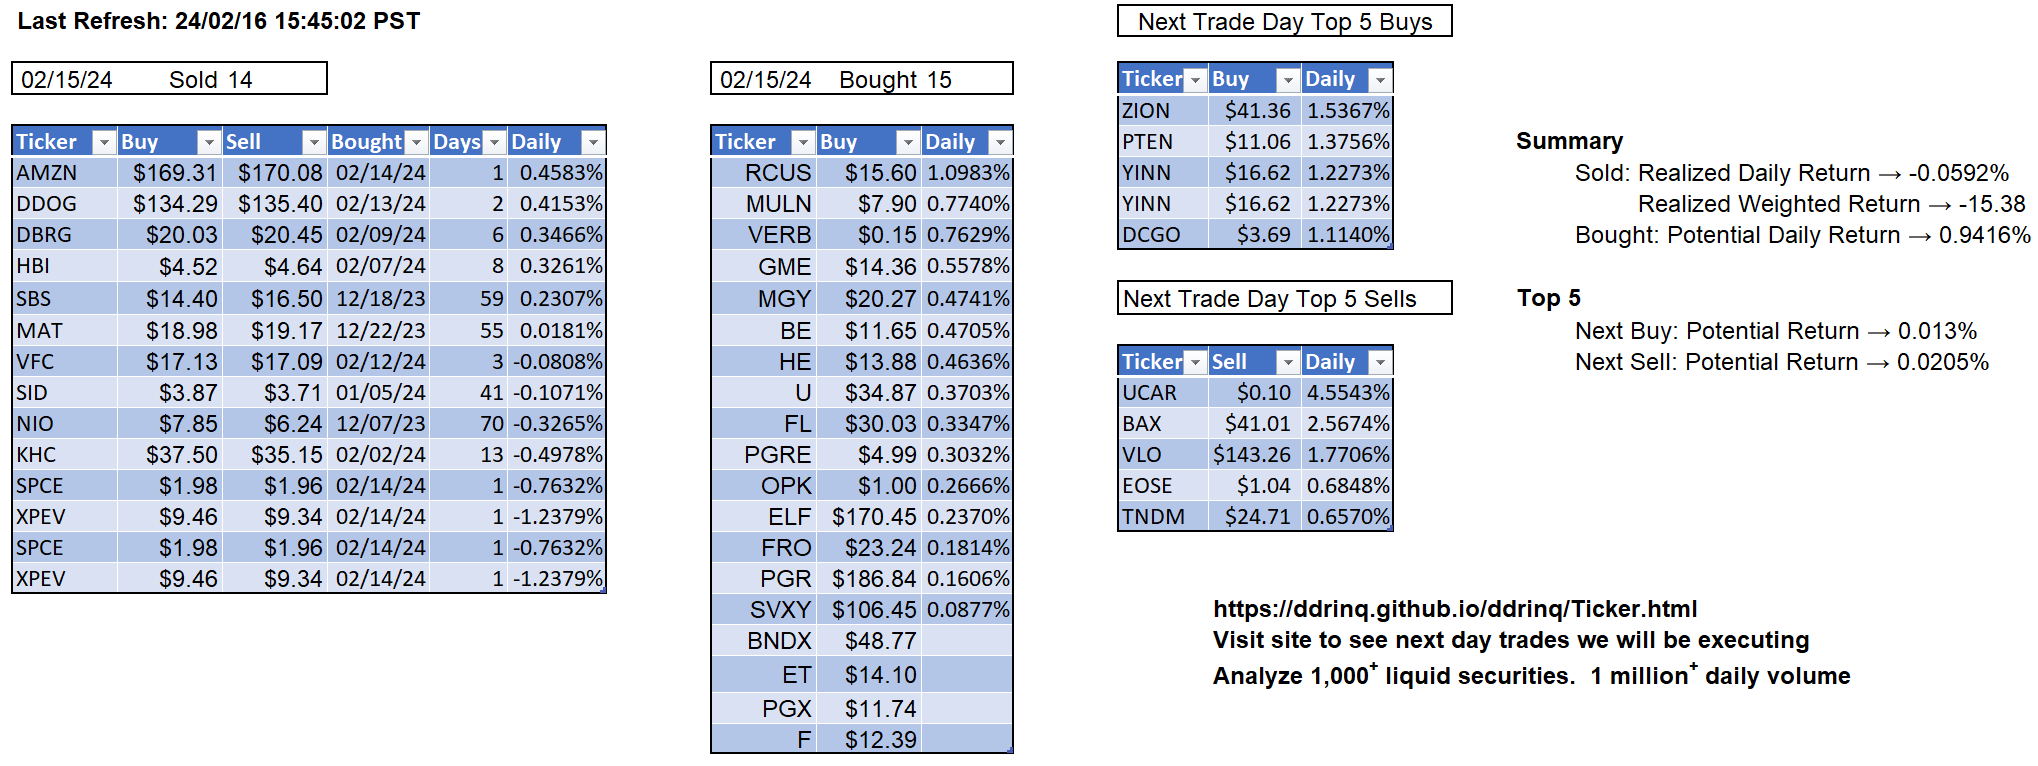 Last Refresh: 24/02/16 15:45:02 PST
02/15/24 Sold 14
Ticker Buy Sell Bought Days Daily
AMZN $169.31 $170.08 02/14/24 1 0.4583%
DDOG $134.29 $135.40 02/13/24 2 0.4153%
DBRG $20.03 $20.45 02/09/24 6 0.3466%
HBI $4.52 $4.64 02/07/24 8 0.3261%
SBS $14.40 $16.50 12/18/23 59 0.2307%
MAT $18.98 $19.17 12/22/23 55 0.0181%
VFC $17.13 $17.09 02/12/24 3 -0.0808%
SID $3.87 $3.71 01/05/24 41 -0.1071%
NIO $7.85 $6.24 12/07/23 70 -0.3265%
KHC $37.50 $35.15 02/02/24 13 -0.4978%
SPCE $1.98 $1.96 02/14/24 1 -0.7632%
XPEV $9.46 $9.34 02/14/24 1 -1.2379%
SPCE $1.98 $1.96 02/14/24 1 -0.7632%
XPEV $9.46 $9.34 02/14/24 1 -1.2379%
02/15/24 Bought 15
Ticker Buy Daily
RCUS $15.60 1.0983%
MULN $7.90 0.7740%
VERB $0.15 0.7629%
GME $14.36 0.5578%
MGY $20.27 0.4741%
BE $11.65 0.4705%
HE $13.88 0.4636%
U $34.87 0.3703%
FL $30.03 0.3347%
PGRE $4.99 0.3032%
OPK $1.00 0.2666%
ELF $170.45 0.2370%
FRO $23.24 0.1814%
PGR $186.84 0.1606%
SVXY $106.45 0.0877%
BNDX $48.77
ET $14.10
PGX $11.74
F $12.39
Next Trade Day Top 5 Buys
Ticker Buy Daily
ZION $41.36 1.5367%
PTEN $11.06 1.3756%
YINN $16.62 1.2273%
YINN $16.62 1.2273%
DCGO $3.69 1.1140%
Next Trade Day Top 5 Sells
Ticker Sell Daily
UCAR $0.10 4.5543%
BAX $41.01 2.5674%
VLO $143.26 1.7706%
EOSE $1.04 0.6848%
TNDM $24.71 0.6570%
Summary
Sold: Realized Daily Return → -0.0592%
Realized Weighted Return → -15.38
Bought: Potential Daily Return → 0.9416%
Top 5
Next Buy: Potential Return → 0.013%
Next Sell: Potential Return → 0.0205%
https://ddrinq.github.io/ddrinq/Ticker.html
Visit site to see next day trades we will be executing
Analyze 1,000+ liquid securities. 1 million+ daily volume